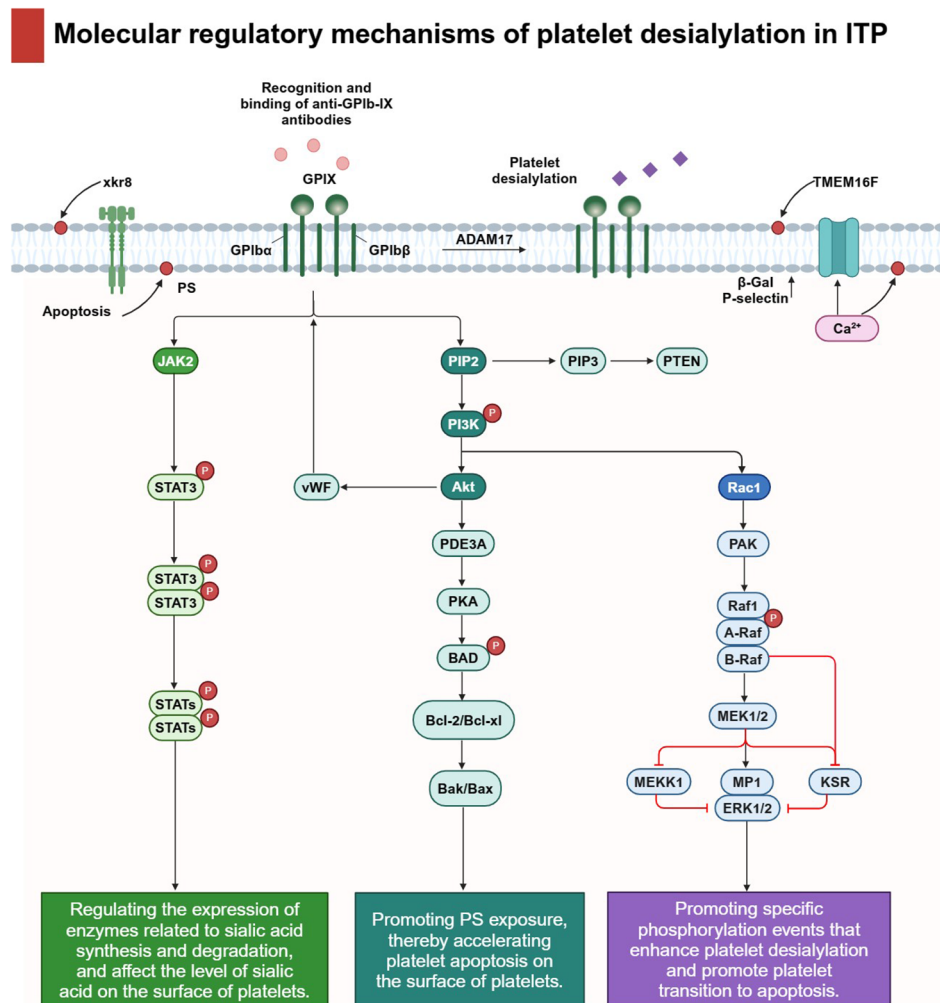 Molecular regulatory mechanisms of platelet desialylation in ITP
Recognition and
binding of anti-GPIb-IX
antibodies
xkr8
GPIX
Platelet
desialylation
TMEM16F
GPIbα
GPIbβ
ADAM17
PS
Apoptosis
β-Gal
P-selectin
Ca²⁺
JAK2
PIP2
PIP3
PTEN
PI3K
P
STAT3
P
vWF
Akt
Rac1
PDE3A
PAK
STAT3
P
STAT3
P
PKA
Raf1
A-Raf
P
B-Raf
BAD
P
STATs
P
STATs
P
Bcl-2/Bcl-xl
MEK1/2
Bak/Bax
MEKK1
MP1
KSR
ERK1/2
Regulating the expression of
enzymes related to sialic acid
synthesis and degradation,
and affect the level of sialic
acid on the surface of platelets.
Promoting PS exposure,
thereby accelerating
platelet apoptosis on
the surface of platelets.
Promoting specific
phosphorylation events that
enhance platelet desialylation
and promote platelet
transition to apoptosis.